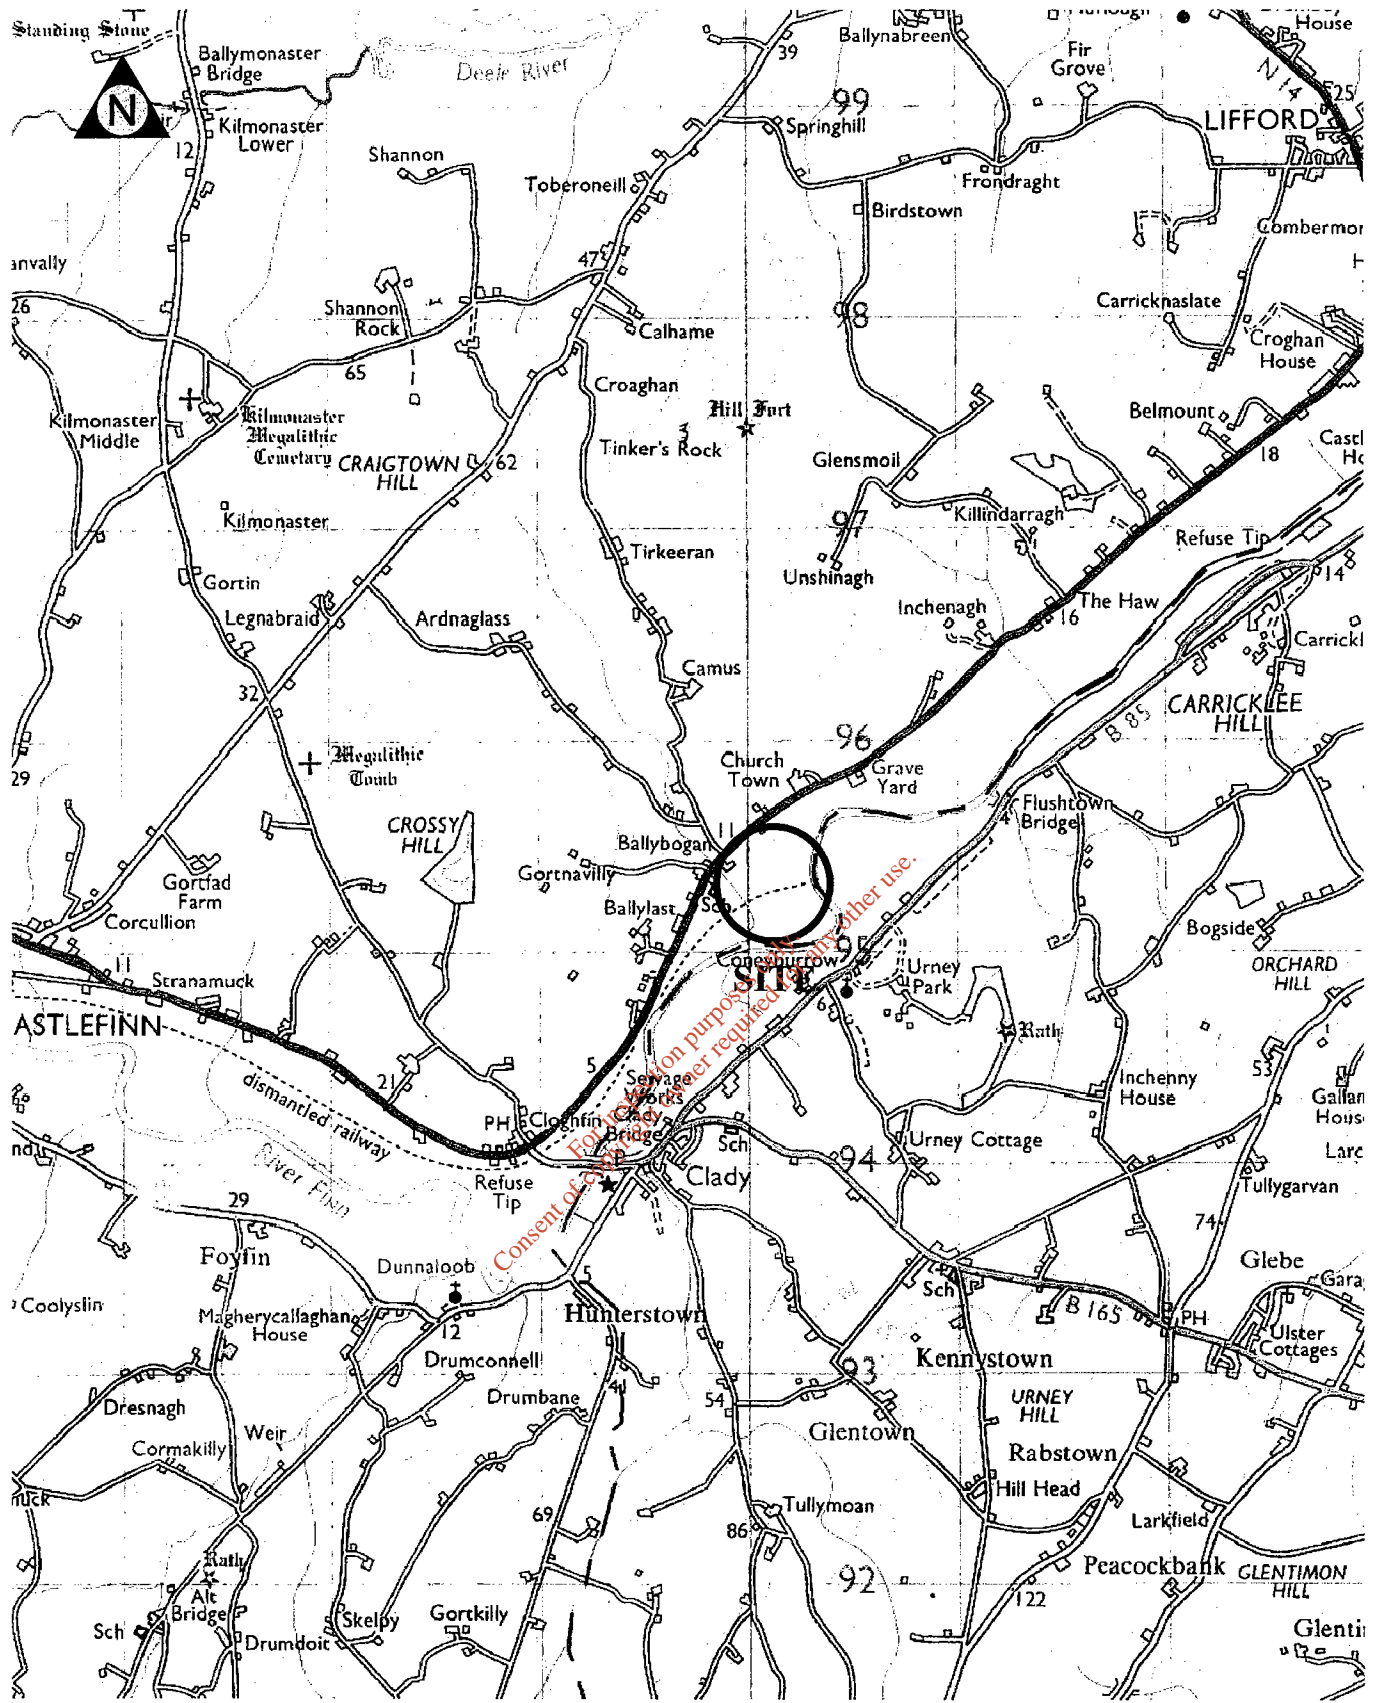 Standing Stone
Ballymonaster
Bridge
Deele River
39
Ballynabreen
Fir
Grove
House
N 14
525
N
Kilmonaster
Lower
12
99
Springhill
LIFFORD
Shannon
Toberoneill
Frondraght
Birdstown
anvally
47
26
Shannon
Rock
Calhame
98
Carricknaslate
Croghan
House
65
Croaghan
Hill Fort
Belmount
Kilmonaster
Middle
Kilmonaster
Megalithic
Cemetary
CRAIGTOWN
HILL
62
Tinker's Rock
Glensmoil
18
Kilmonaster
97
Killindarragh
Refuse Tip
Tirkeeran
Unshinagh
14
Gortin
Legnabraid
Ardnaglass
Inchenagh
The Haw
16
Camus
32
CARRICKLEE
HILL
B 85
96
Megalithic
Tomb
Church
Town
Grave
Yard
29
Flushtown
Bridge
4
CROSSY
HILL
11
Ballybogan
Gortnavilly
Gortfad
Farm
Ballylast
Sch
Corcullion
Bogside
95
11
Stranamuck
Coneyburrow
SITE
Urney
Park
ORCHARD
HILL
6
ASTLEFINN
Rath
53
5
21
dismantled railway
Sewage
Works
Inchenny
House
PH
Cloghfin
Clady
Bridge
Sch
Urney Cottage
River Finn
94
Clady
Refuse
Tip
Tullygarvan
29
74
Foyfin
Dunnaloob
Glebe
5
Sch
Coolyslin
Magherycallaghan
House
12
Hunterstown
B 165
PH
Ulster
Cottages
Drumconnell
93
Kennystown
Drumbane
41
54
Dresnagh
URNEY
HILL
Glentown
Weir
Cormakilly
Rabstown
Hill Head
69
Tullymoan
86
Larkfield
Rath
92
Peacockbank
GLENTIMON
HILL
Alt
Bridge
122
Sch
Skelpy
Gortkilly
Drumdoit
For inspection purposes only.
Consent of copyright owner required for any other use.